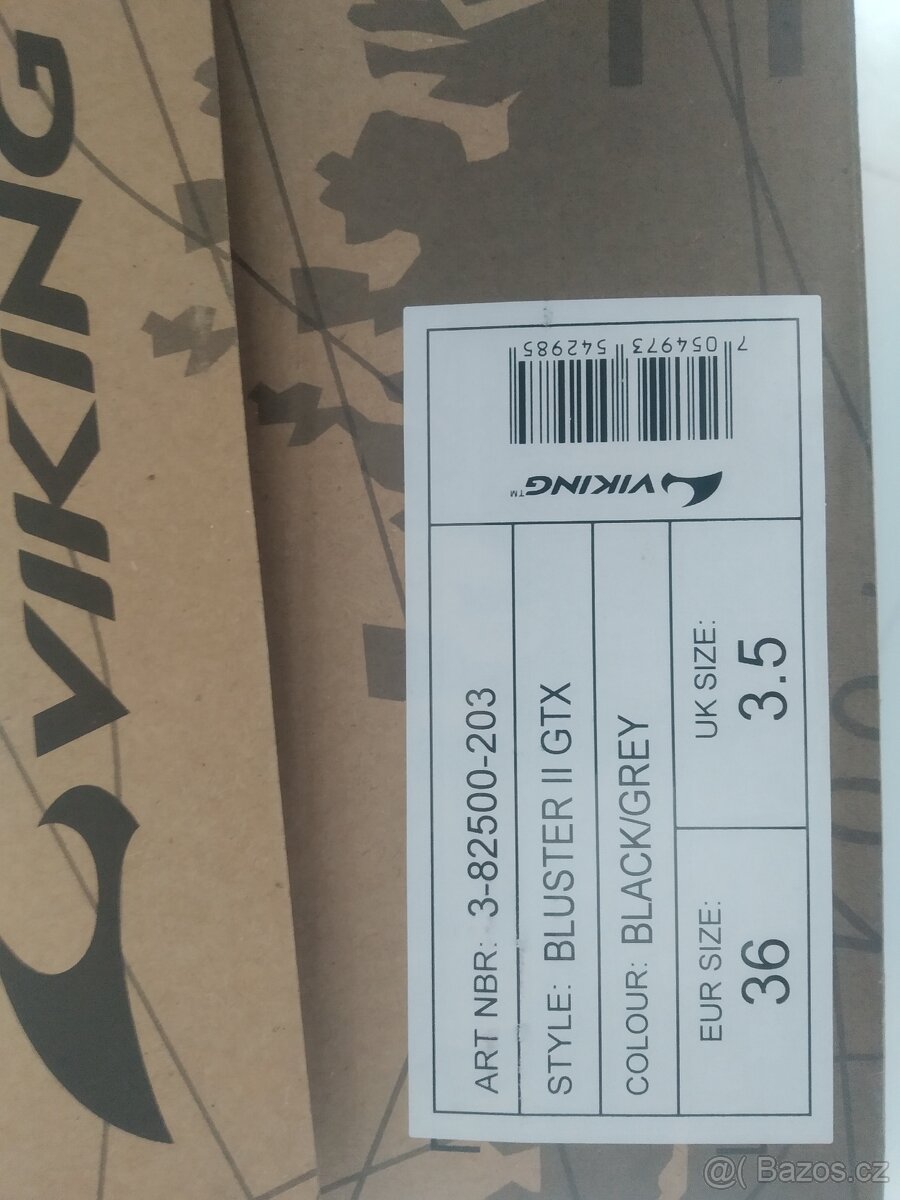 VIKING
ART NBR: 3-82500-203
STYLE: BLUSTER II GTX
COLOUR: BLACK/GREY
EUR SIZE:
36
UK SIZE:
3.5
VIKING™
7 054973 542985
@( Bazos.cz